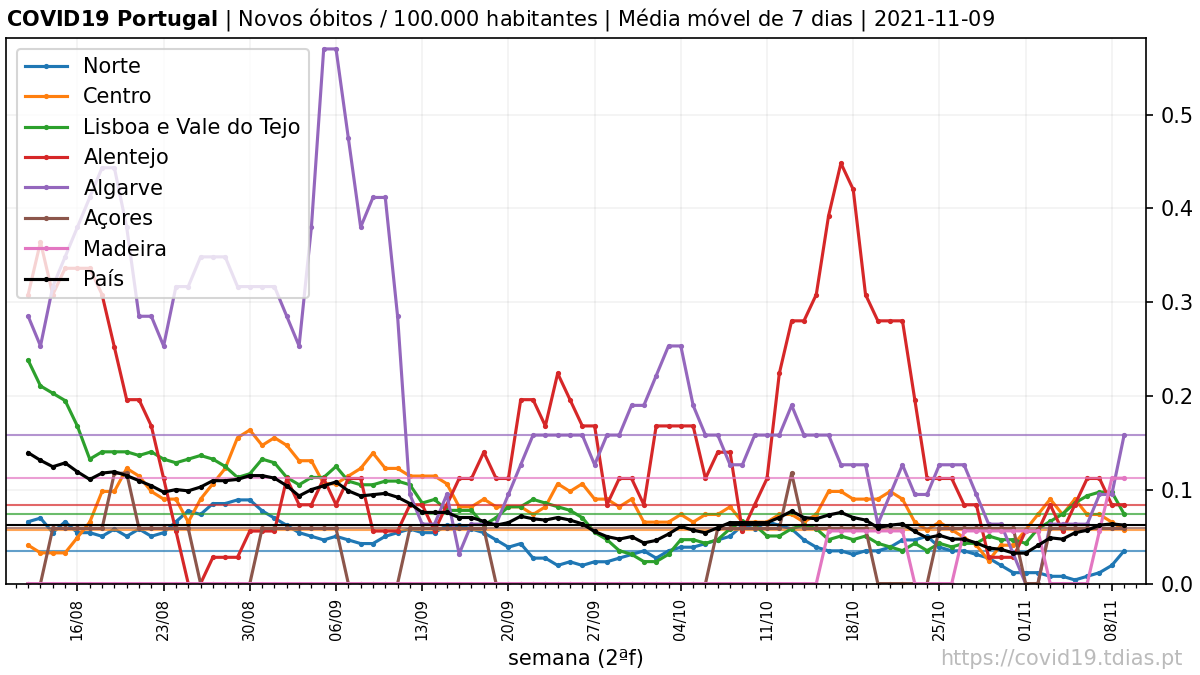 COVID19 Portugal | Novos óbitos / 100.000 habitantes | Média móvel de 7 dias | 2021-11-09
Norte
Centro
Lisboa e Vale do Tejo
Alentejo
Algarve
Açores
Madeira
País
0.5
0.4
0.3
0.2
0.1
0.0
16/08
23/08
30/08
06/09
13/09
20/09
27/09
04/10
11/10
18/10
25/10
01/11
08/11
semana (2ªf)
https://covid19.tdias.pt